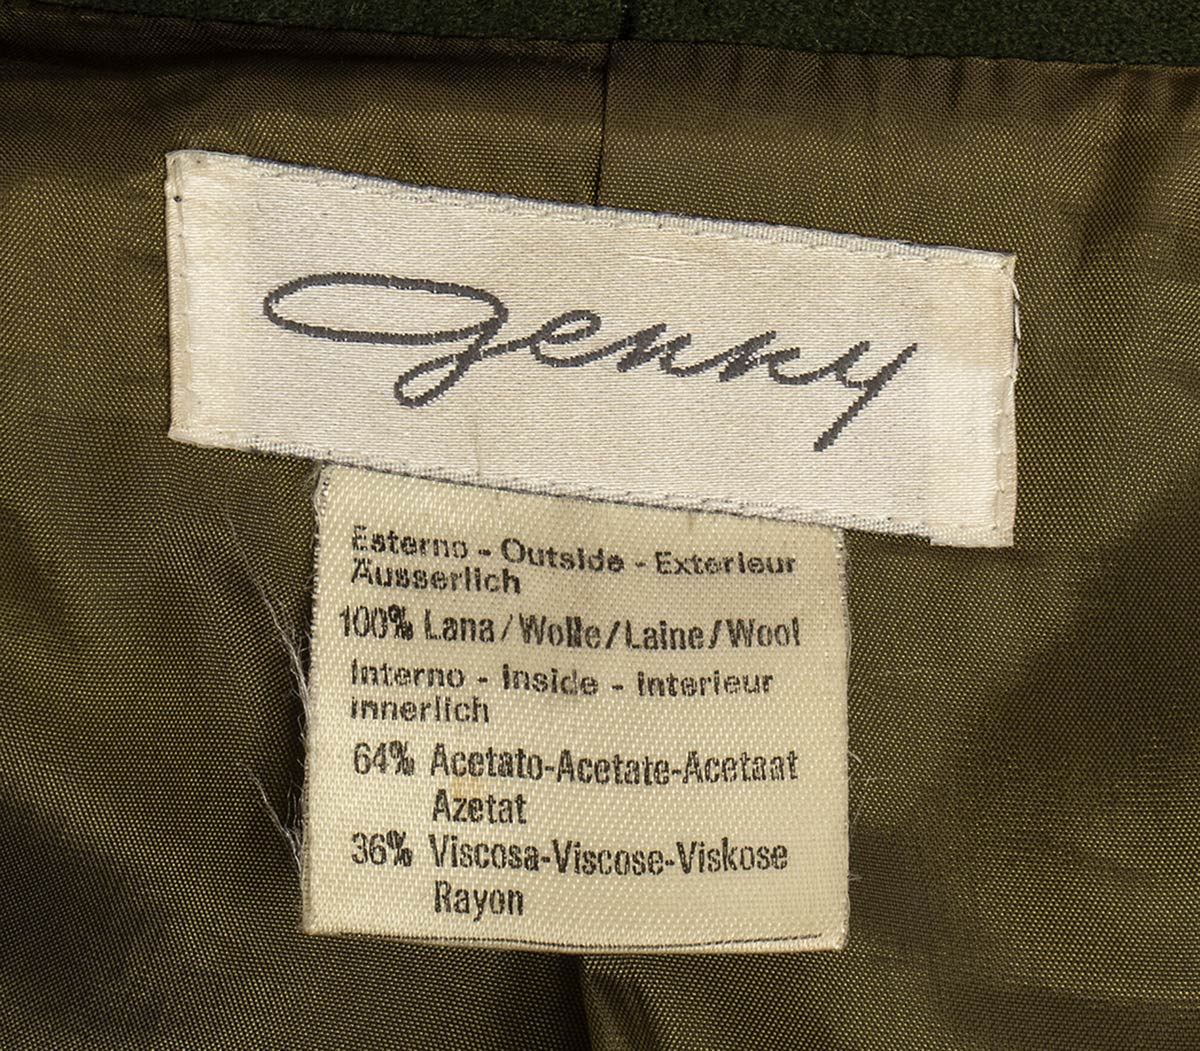 Genny
Esterno - Outside - Exterieur
Äusserlich
100% Lana/Wolle/Laine/Wool
Interno - Inside - Interieur
innerlich
64% Acetato-Acetate-Acetaat
Azetat
36% Viscosa-Viscose-Viskose
Rayon